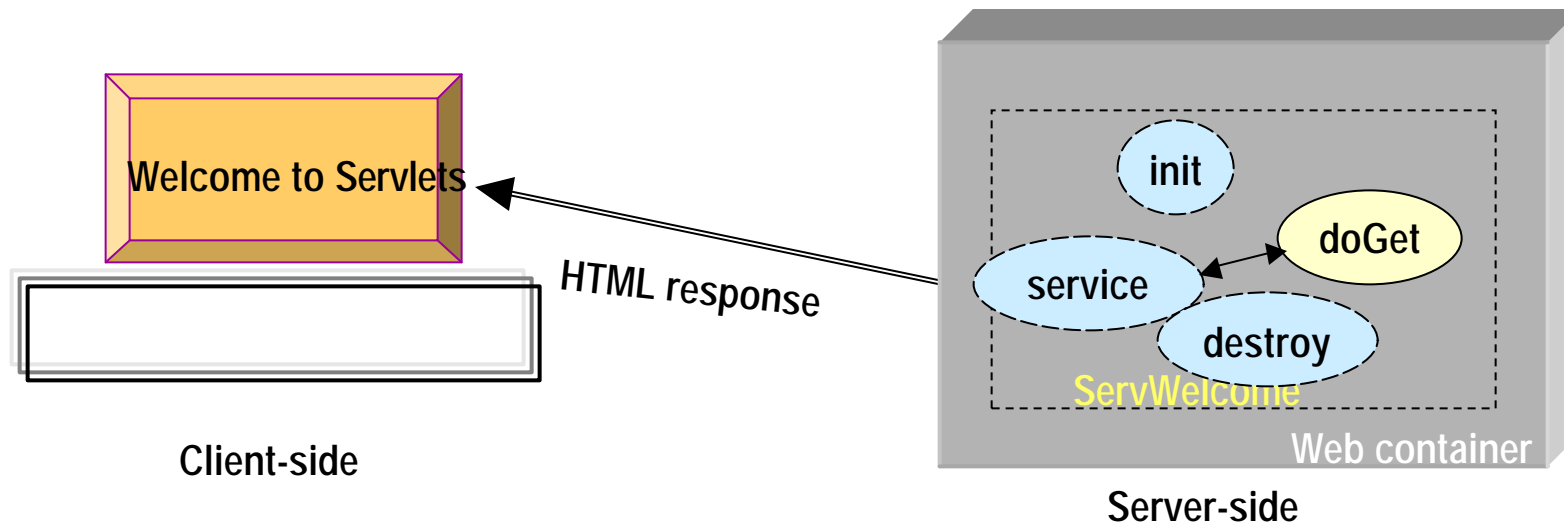 Welcome to Servlets
HTML response
init
doGet
service
destroy
ServWelcome
Web container
Client-side
Server-side